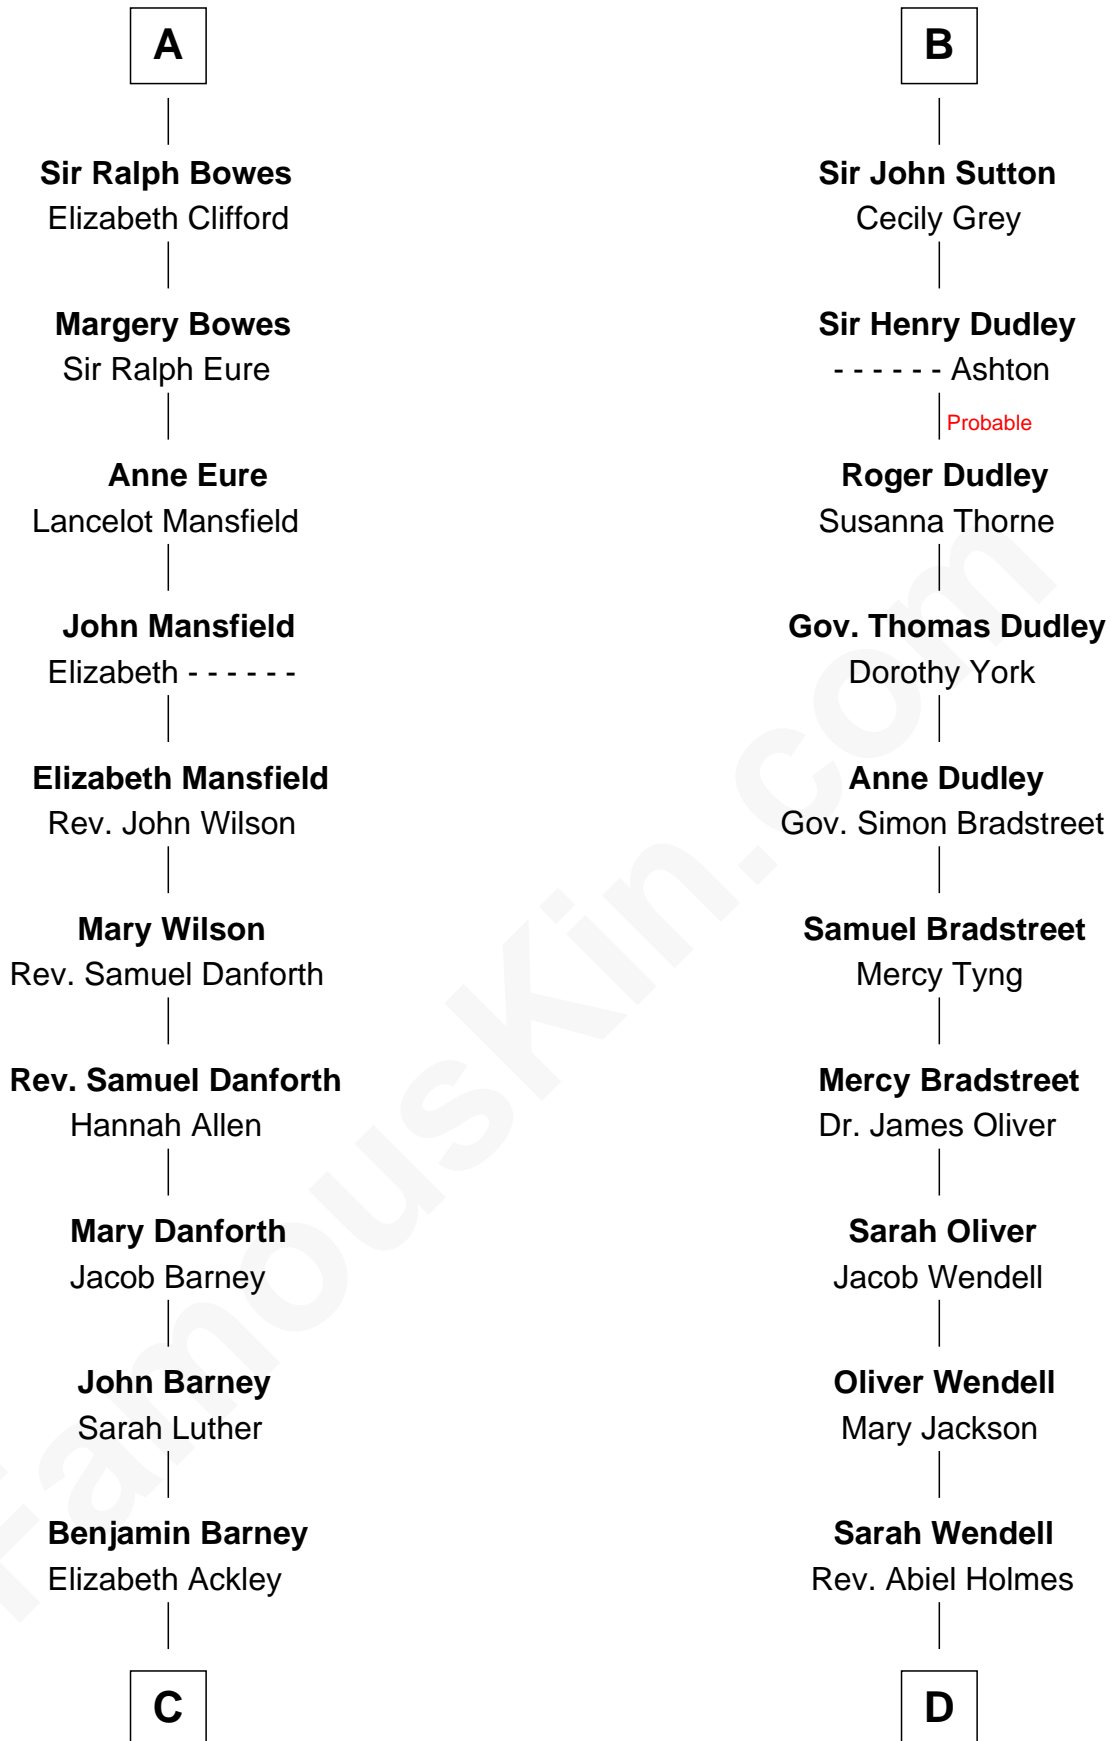 A
Sir Ralph Bowes
Elizabeth Clifford
Margery Bowes
Sir Ralph Eure
Anne Eure
Lancelot Mansfield
John Mansfield
Elizabeth - - - - - -
Elizabeth Mansfield
Rev. John Wilson
Mary Wilson
Rev. Samuel Danforth
Rev. Samuel Danforth
Hannah Allen
Mary Danforth
Jacob Barney
John Barney
Sarah Luther
Benjamin Barney
Elizabeth Ackley
C
B
Sir John Sutton
Cecily Grey
Sir Henry Dudley
- - - - - - Ashton
Probable
Roger Dudley
Susanna Thorne
Gov. Thomas Dudley
Dorothy York
Anne Dudley
Gov. Simon Bradstreet
Samuel Bradstreet
Mercy Tyng
Mercy Bradstreet
Dr. James Oliver
Sarah Oliver
Jacob Wendell
Oliver Wendell
Mary Jackson
Sarah Wendell
Rev. Abiel Holmes
D
FamousKin.com